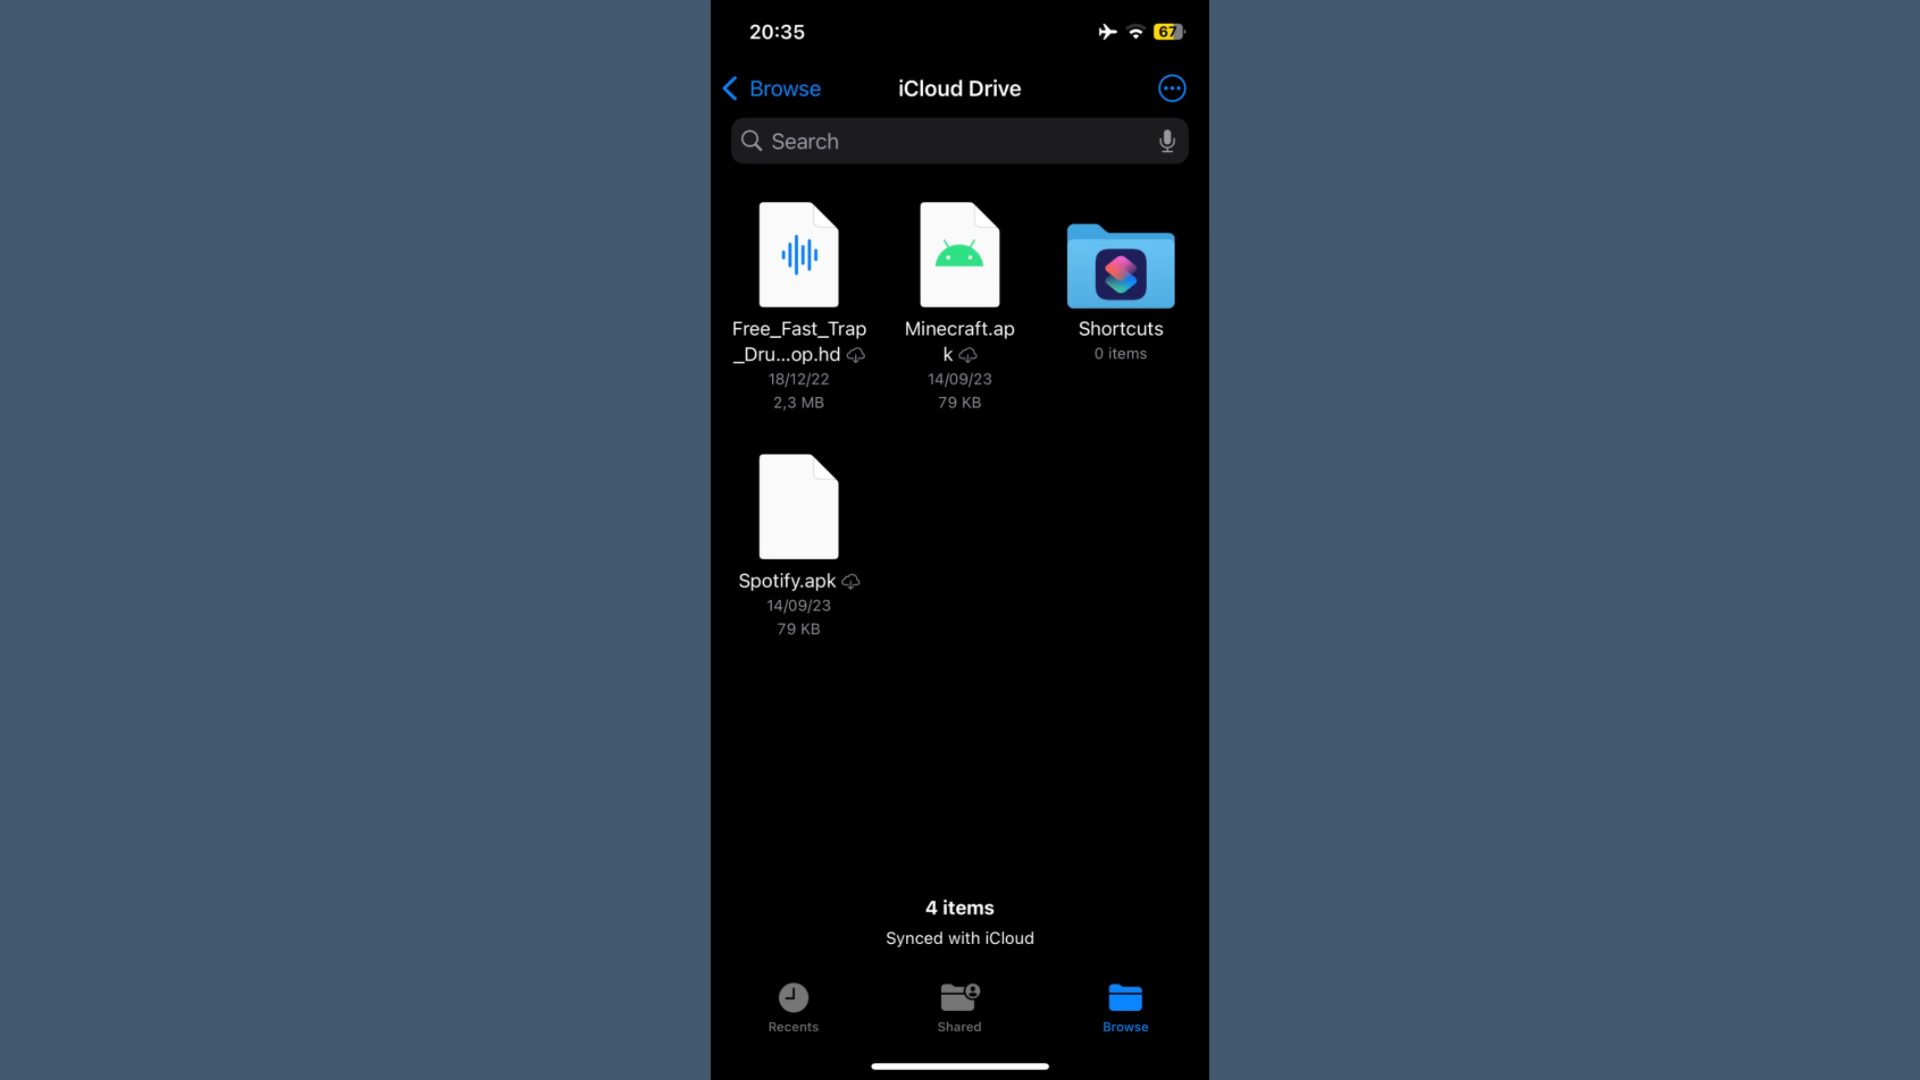 20:35
67
Browse
iCloud Drive
Search
Free_Fast_Trap
_Dru...op.hd
18/12/22
2,3 MB
Minecraft.ap
k
14/09/23
79 KB
Shortcuts
0 items
Spotify.apk
14/09/23
79 KB
4 items
Synced with iCloud
Recents
Shared
Browse